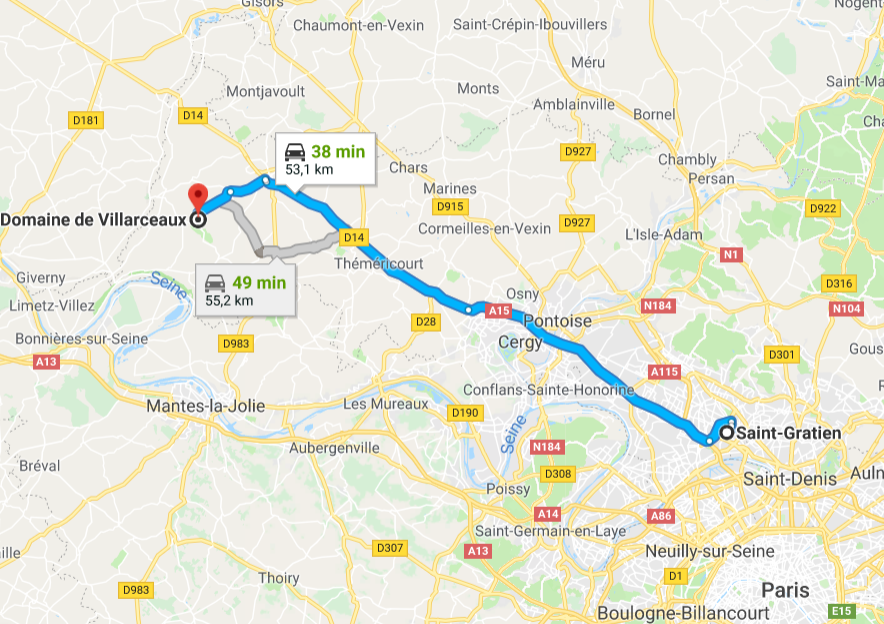 Gisors
Nogent
Chaumont-en-Vexin
Saint-Crépin-Ibouvillers
Méru
Saint-Ma
Montjavoult
Monts
Amblainville
Bornel
D181
D14
Cha
38 min
53,1 km
D927
Chambly
Chars
Persan
Marines
D915
D922
Domaine de Villarceaux
Cormeilles-en-Vexin
D927
L'Isle-Adam
D14
N1
Théméricourt
Giverny
Seine
49 min
55,2 km
D316
Limetz-Villez
Osny
N184
N104
A15
Pontoise
D28
Bonnières-sur-Seine
D983
Cergy
Gous
D301
A13
A115
Conflans-Sainte-Honorine
Mantes-la-Jolie
Les Mureaux
D190
Seine
Saint-Gratien
Aubergenville
N184
Bréval
D308
Saint-Denis
Auln
Poissy
A14
A86
Saint-Germain-en-Laye
D307
A13
Neuilly-sur-Seine
aille
Thoiry
D1
D983
Paris
Boulogne-Billancourt
E15